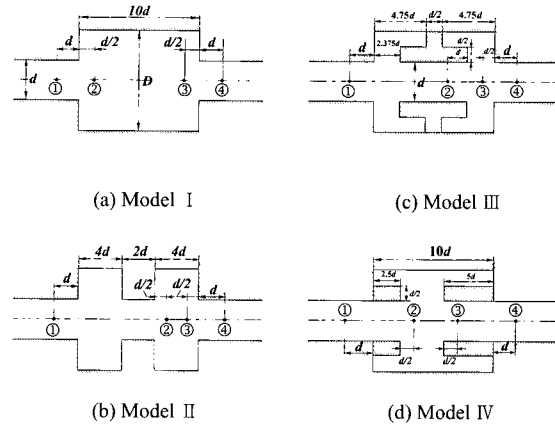 10d
d
d/2
d/2
d
d
D
①
②
③
④
(a) Model Ⅰ
4.75d
d/2
4.75d
d
2.375d
d/2
d
d/2
d
d
①
②
③
④
(c) Model Ⅲ
4d
2d
4d
d
d/2
d/2
d
①
②
③
④
(b) Model Ⅱ
10d
2.5d
5d
d/2
①
②
③
④
d
d/2
d/2
d
(d) Model Ⅳ